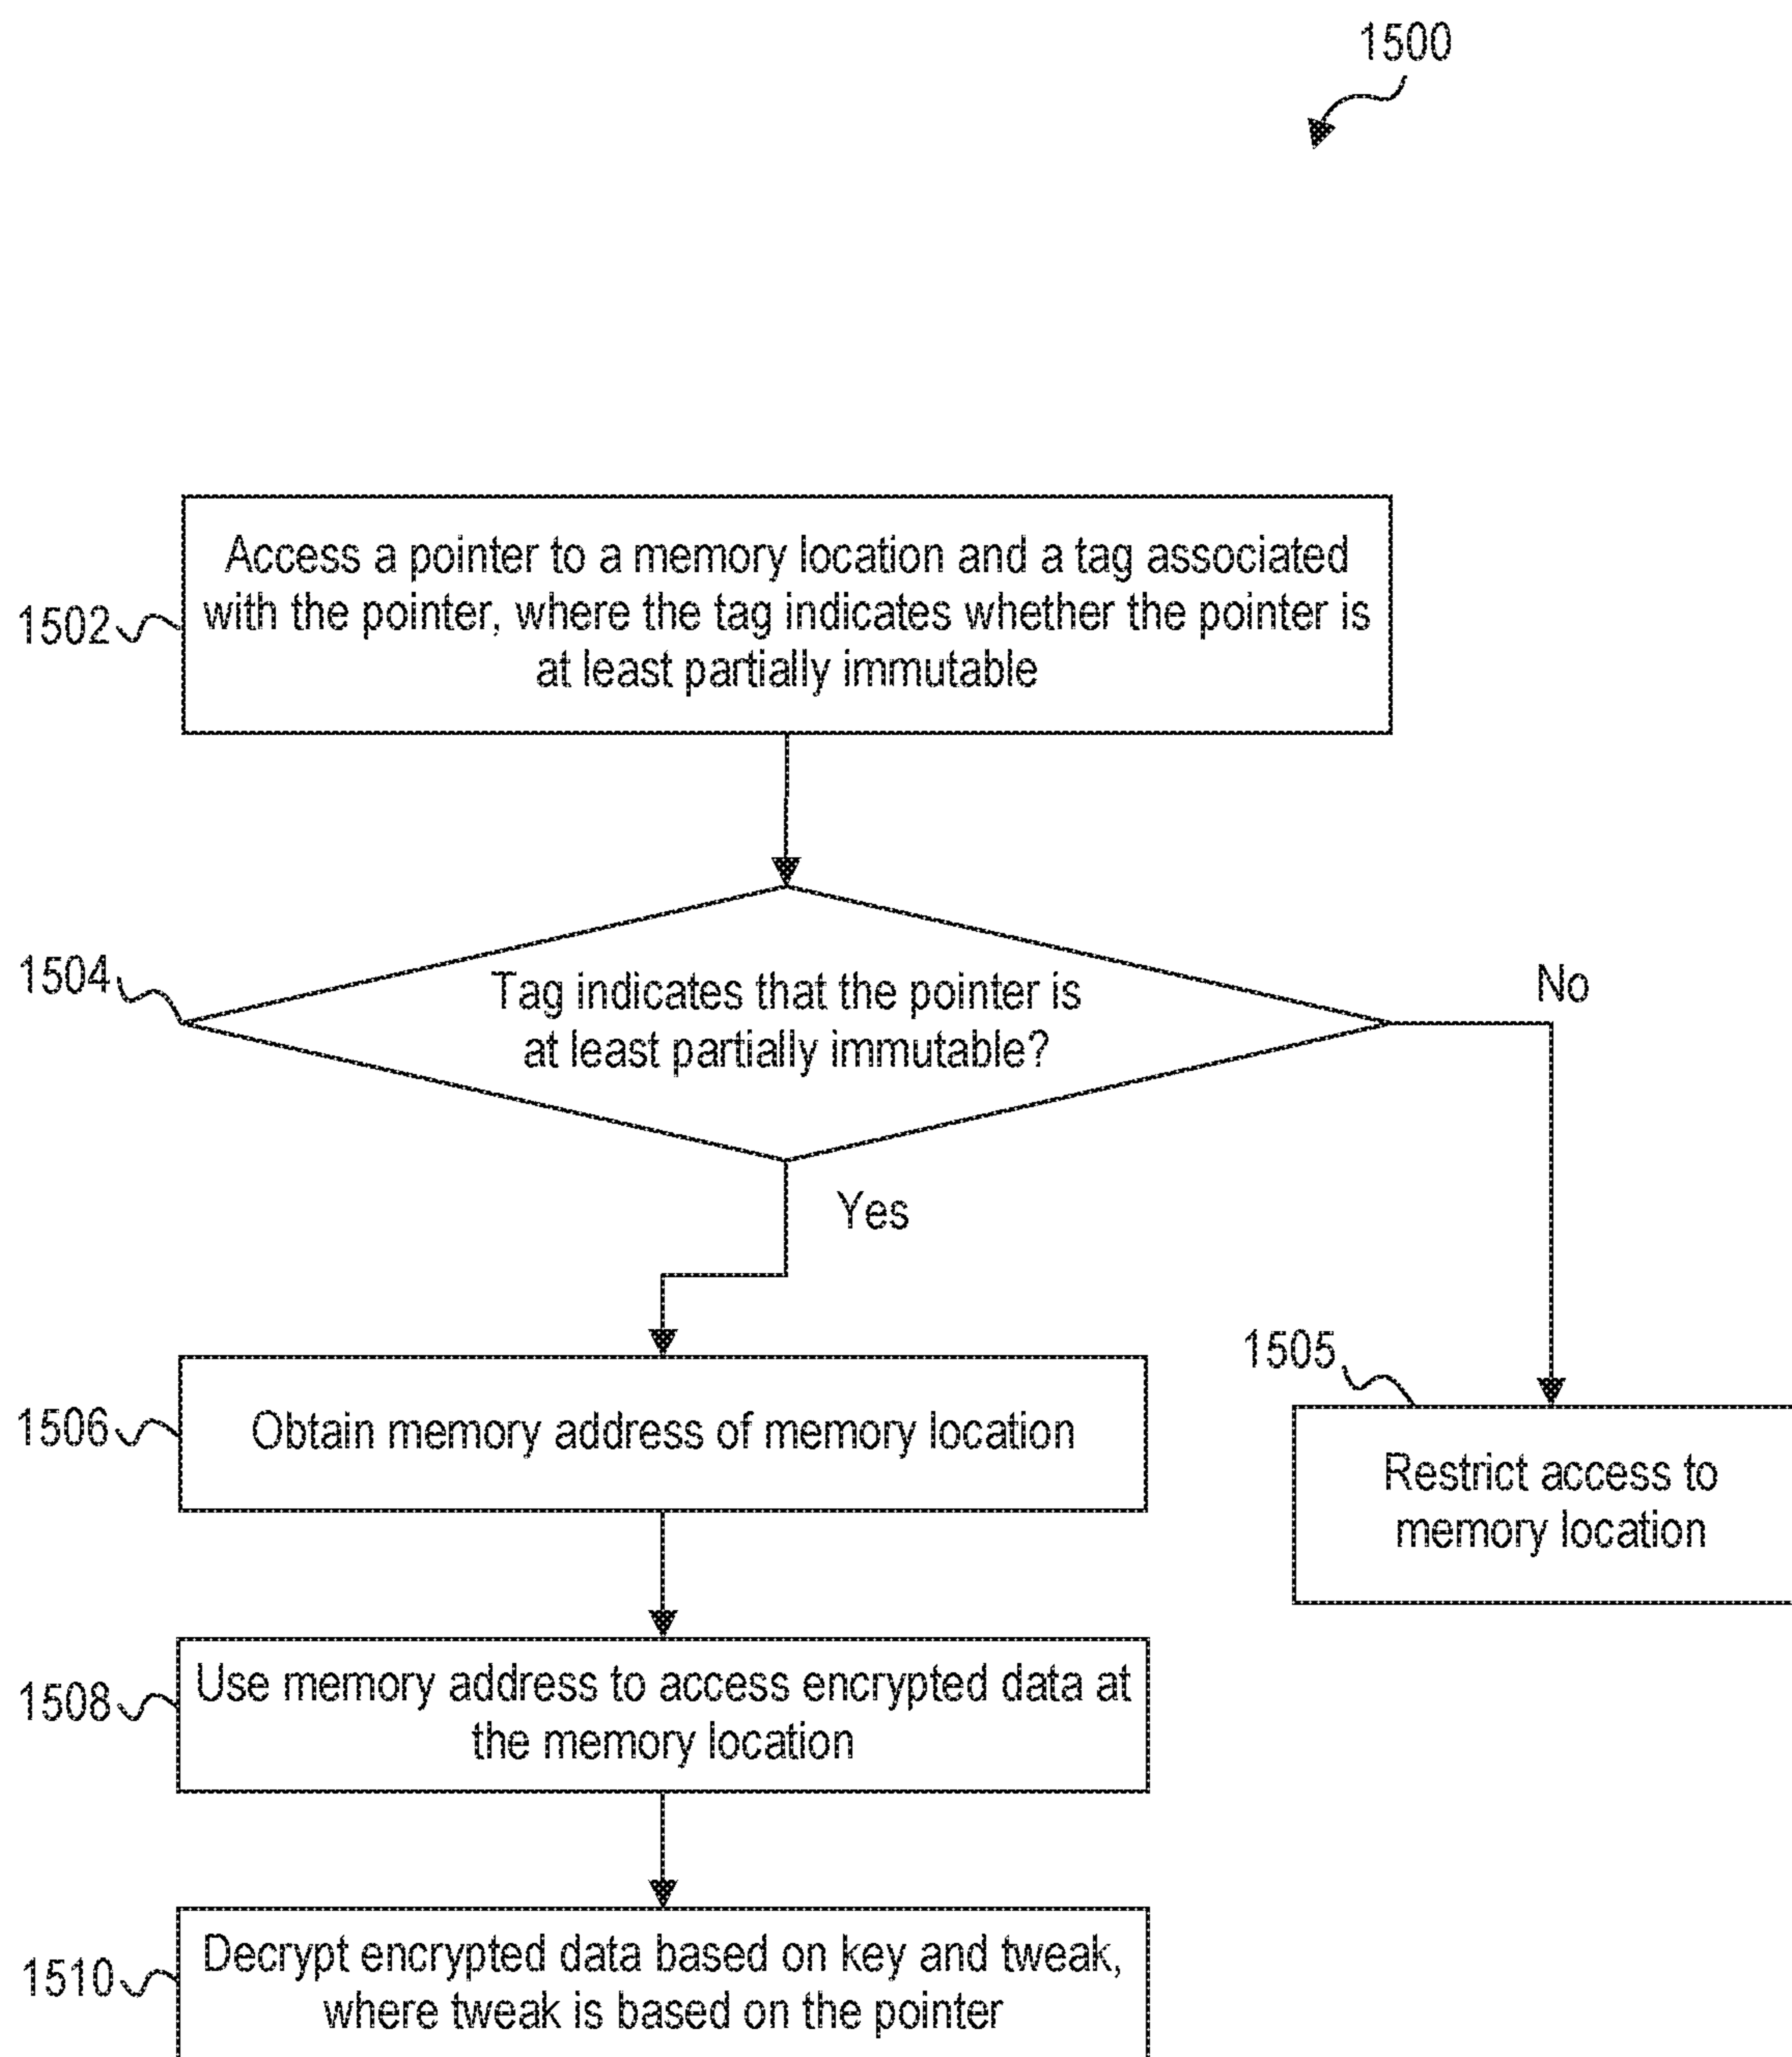 1500
Access a pointer to a memory location and a tag associated
with the pointer, where the tag indicates whether the pointer is
at least partially immutable
1502
1504
Tag indicates that the pointer is
at least partially immutable?
No
Yes
1505
1506
Obtain memory address of memory location
Restrict access to
memory location
1508
Use memory address to access encrypted data at
the memory location
1510
Decrypt encrypted data based on key and tweak,
where tweak is based on the pointer